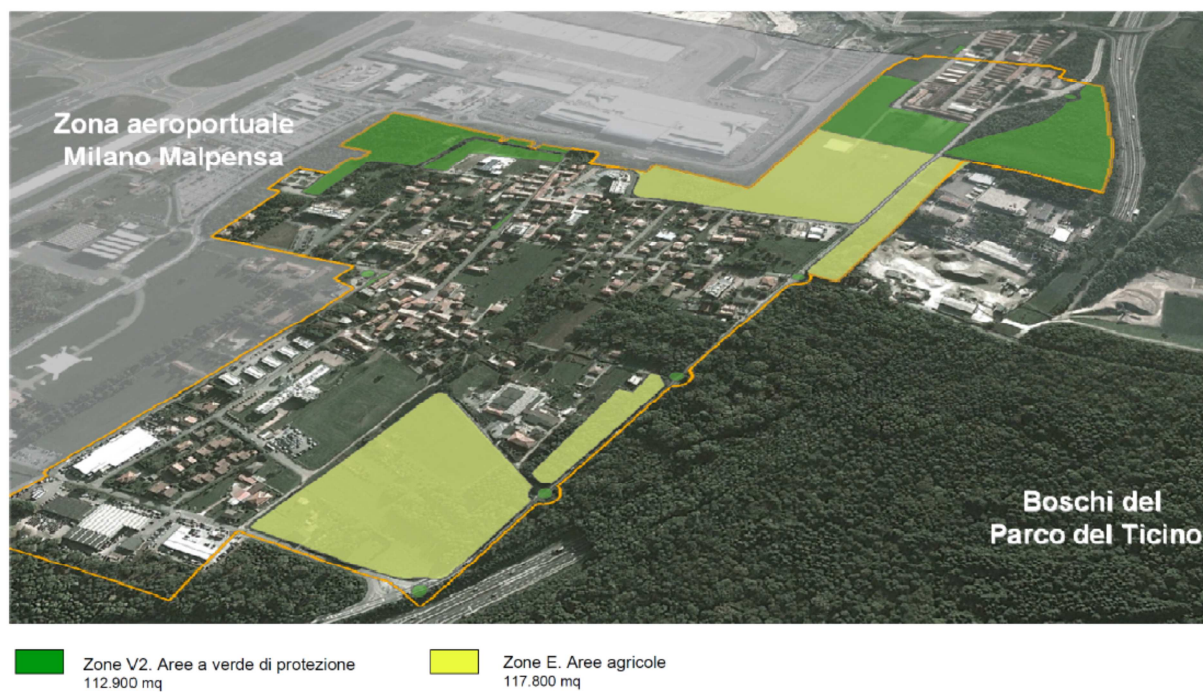 Zona aeroportuale
Milano Malpensa
Boschi del
Parco del Ticino
Zone V2. Aree a verde di protezione
112.900 mq
Zone E. Aree agricole
117.800 mq